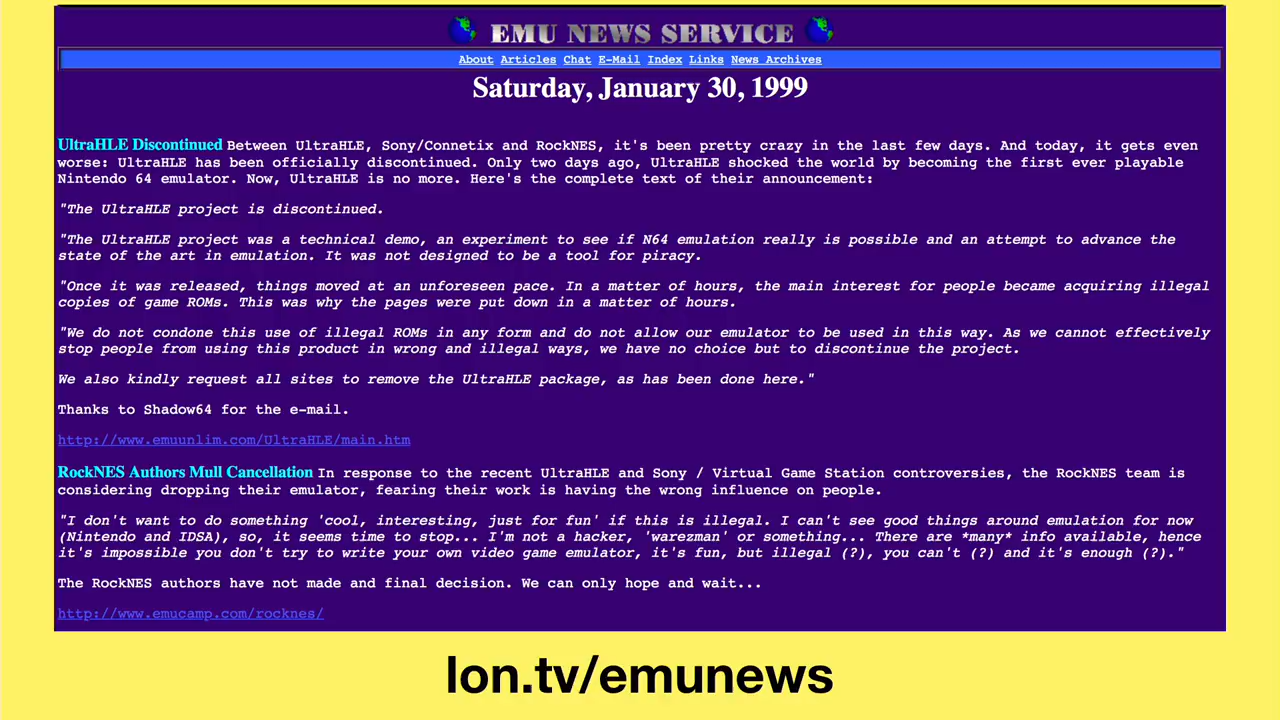 EMU NEWS SERVICE
About Articles Chat E-Mail Index Links News Archives
Saturday, January 30, 1999
UltraHLE Discontinued Between UltraHLE, Sony/Connetix and RockNES, it's been pretty crazy in the last few days. And today, it gets even
worse: UltraHLE has been officially discontinued. Only two days ago, UltraHLE shocked the world by becoming the first ever playable
Nintendo 64 emulator. Now, UltraHLE is no more. Here's the complete text of their announcement:
"The UltraHLE project is discontinued.
"The UltraHLE project was a technical demo, an experiment to see if N64 emulation really is possible and an attempt to advance the
state of the art in emulation. It was not designed to be a tool for piracy.
"Once it was released, things moved at an unforeseen pace. In a matter of hours, the main interest for people became acquiring illegal
copies of game ROMs. This was why the pages were put down in a matter of hours.
"We do not condone this use of illegal ROMs in any form and do not allow our emulator to be used in this way. As we cannot effectively
stop people from using this product in wrong and illegal ways, we have no choice but to discontinue the project.
We also kindly request all sites to remove the UltraHLE package, as has been done here."
Thanks to Shadow64 for the e-mail.
http://www.emuunlim.com/UltraHLE/main.htm
RockNES Authors Mull Cancellation In response to the recent UltraHLE and Sony / Virtual Game Station controversies, the RockNES team is
considering dropping their emulator, fearing their work is having the wrong influence on people.
"I don't want to do something 'cool, interesting, just for fun' if this is illegal. I can't see good things around emulation for now
(Nintendo and IDSA), so, it seems time to stop... I'm not a hacker, 'warezman' or something... There are *many* info available, hence
it's impossible you don't try to write your own video game emulator, it's fun, but illegal (?), you can't (?) and it's enough (?)."
The RockNES authors have not made and final decision. We can only hope and wait...
http://www.emucamp.com/rocknes/
lon.tv/emunews